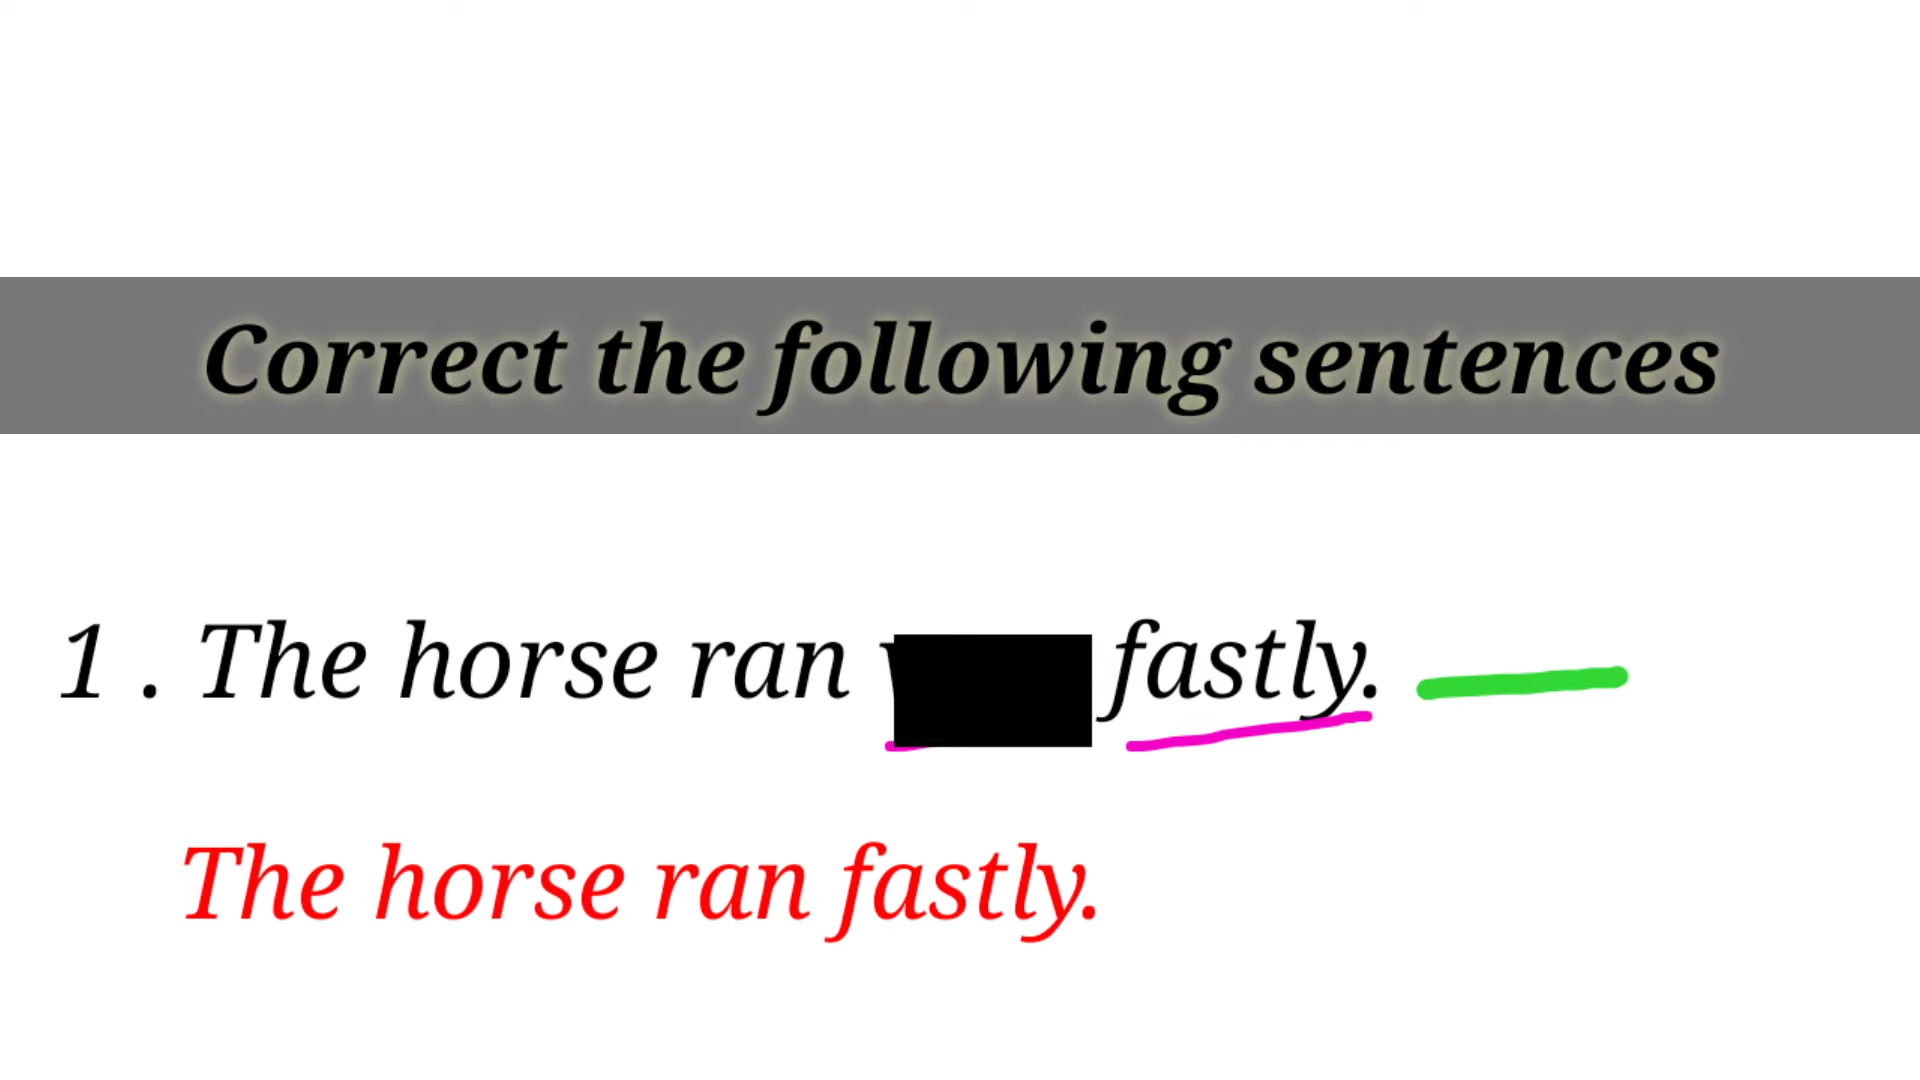 Correct the following sentences
1 . The horse ran fastly.
The horse ran fastly.